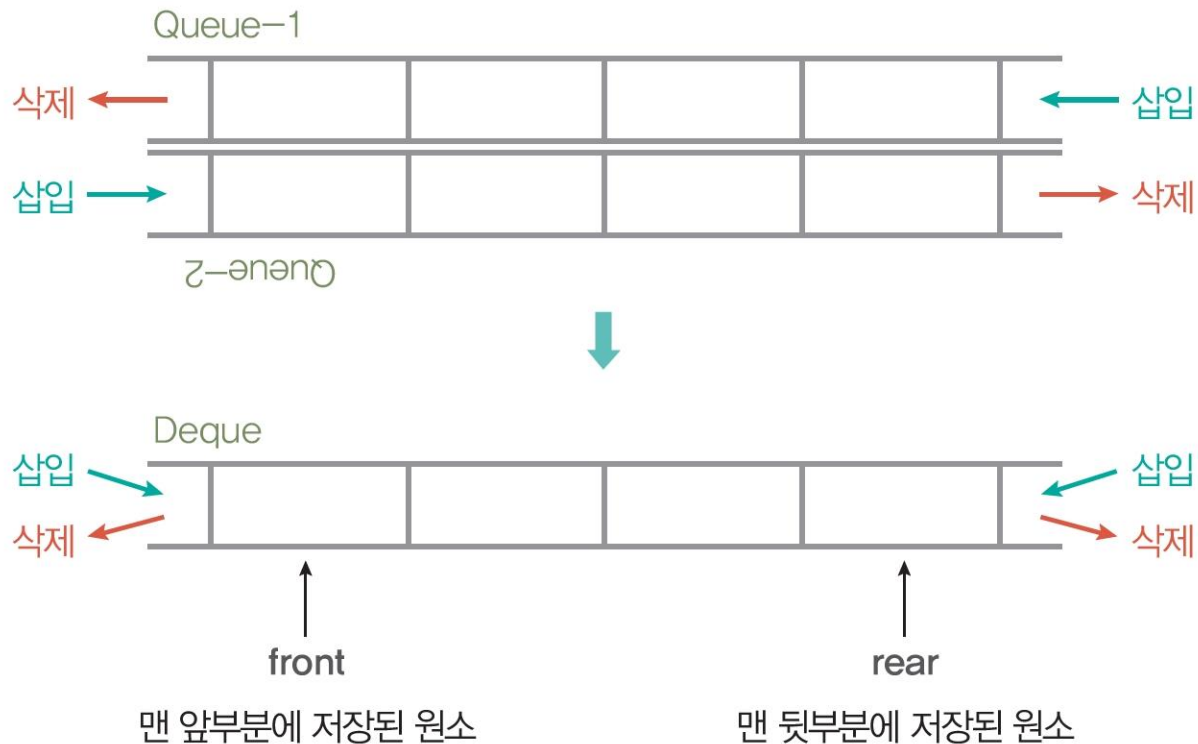 Queue-1
삭제
삽입
삽입
삭제
Queue-2
Deque
삽입
삽입
삭제
삭제
front
rear
맨 앞부분에 저장된 원소
맨 뒷부분에 저장된 원소